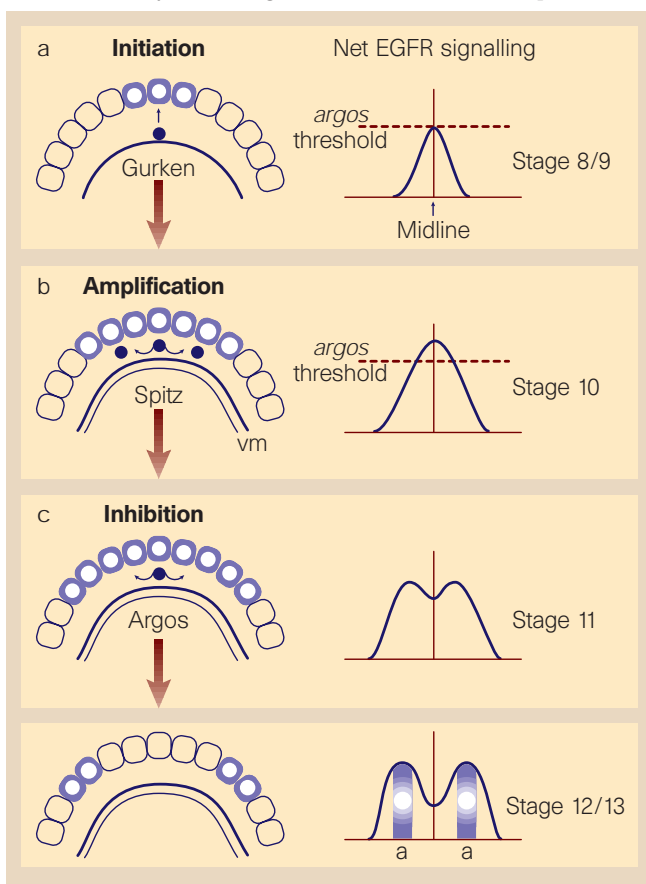 a Initiation
Net EGFR signalling
argos
threshold
Gurken
Stage 8/9
Midline
b Amplification
argos
threshold
Spitz
vm
Stage 10
c Inhibition
Argos
Stage 11
Stage 12/13
a a